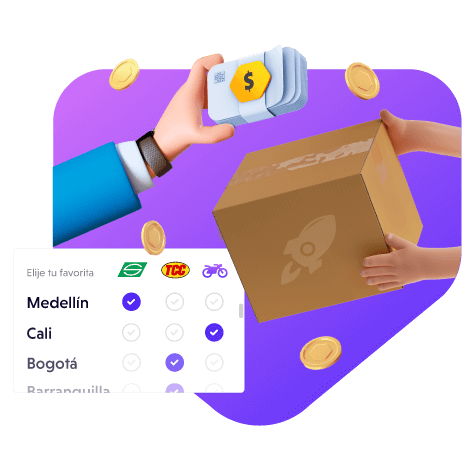 $
Elije tu favorita
TCC
Medellín
Cali
Bogotá
Barranquilla